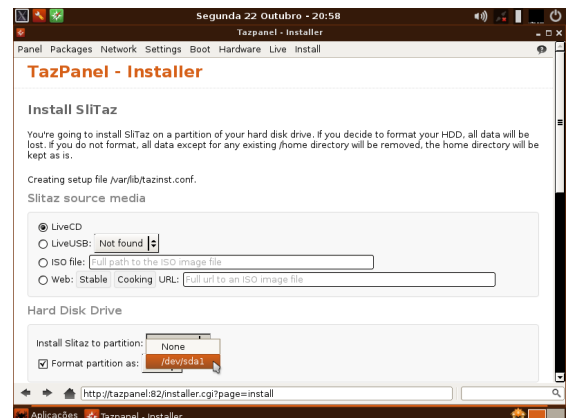 Segunda 22 Outubro - 20:58
Tazpanel - Installer
Panel Packages Network Settings Boot Hardware Live Install
TazPanel - Installer
Install SliTaz
You're going to install SliTaz on a partition of your hard disk drive. If you decide to format your HDD, all data will be
lost. If you do not format, all data except for any existing /home directory will be removed, the home directory will be
kept as is.
Creating setup file /var/lib/tazinst.conf.
Slitaz source media
LiveCD
LiveUSB: Not found
ISO file: Full path to the ISO image file
Web: Stable Cooking URL: Full url to an ISO image file
Hard Disk Drive
Install Slitaz to partition:
None
/dev/sda1
Format partition as:
http://tazpanel:82/installer.cgi?page=install
Aplicações Tazpanel - Installer